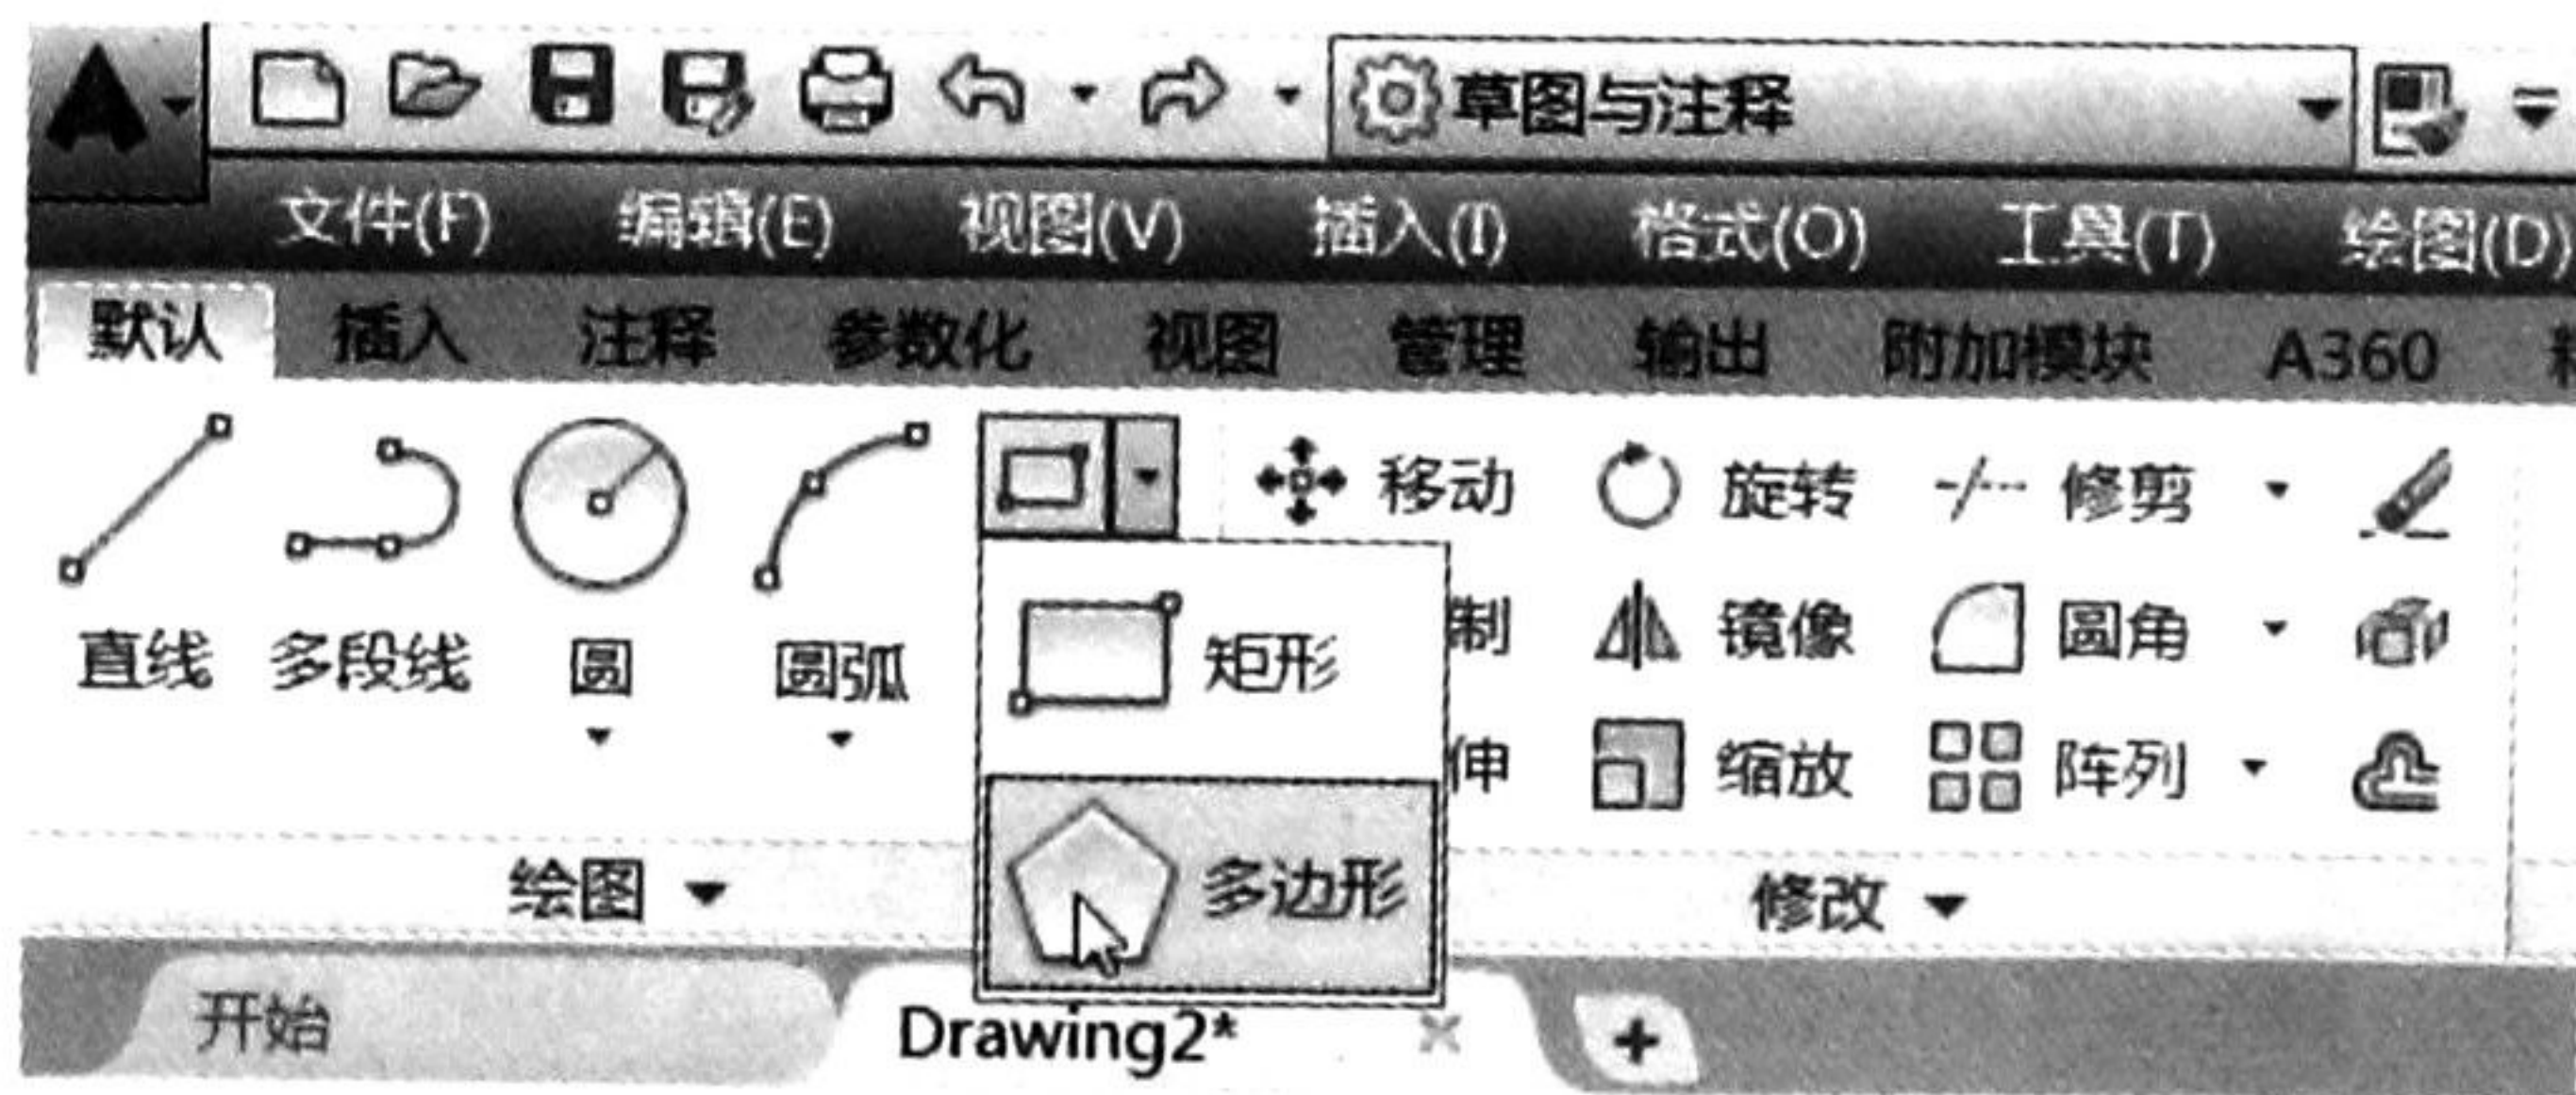 草图与注释
文件(F) 编辑(E) 视图(V) 插入(I) 格式(O) 工具(T) 绘图(D)
默认 插入 注释 参数化 视图 管理 输出 附加模块 A360
移动 旋转 修剪
直线 多段线 圆 圆弧 矩形 制 镜像 圆角
伸 缩放 阵列
多边形
绘图 修改
开始 Drawing2* +